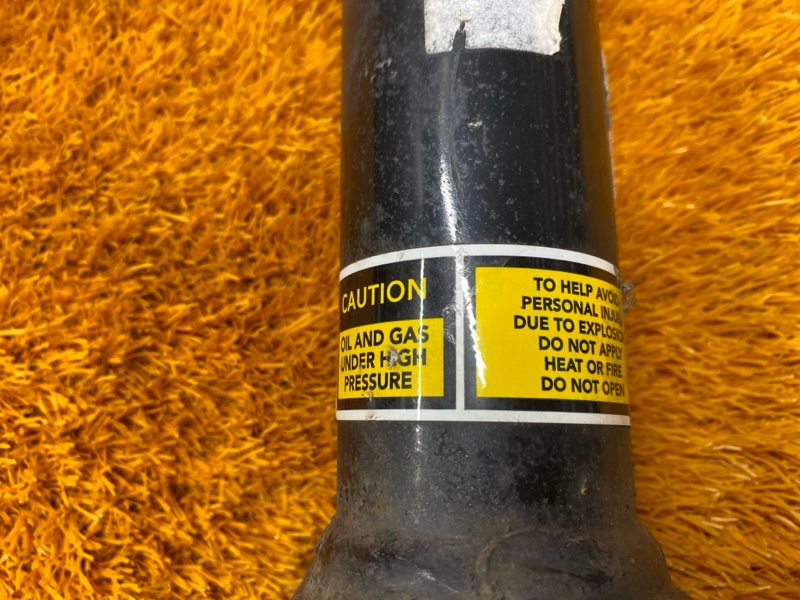 CAUTION
OIL AND GAS
UNDER HIGH
PRESSURE
TO HELP AVOID
PERSONAL INJU
DUE TO EXPLOSIO
DO NOT APPLY
HEAT OR FIRE
DO NOT OPEN